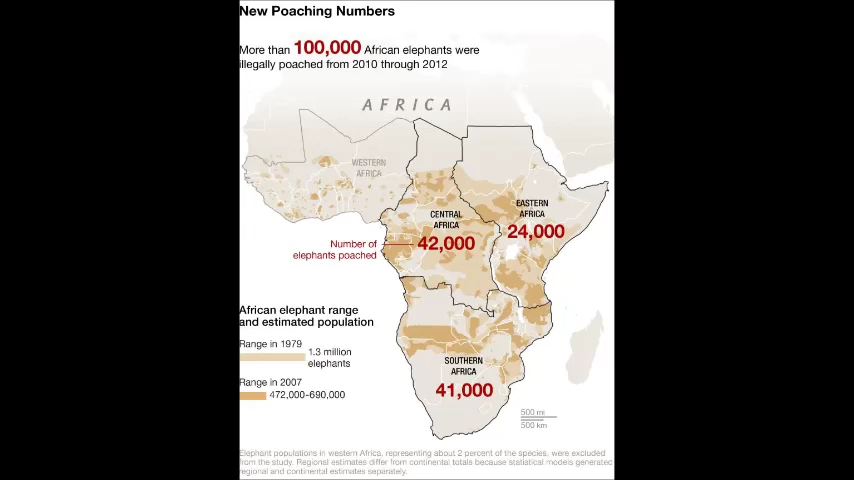 New Poaching Numbers
More than 100,000 African elephants were
illegally poached from 2010 through 2012
AFRICA
WESTERN
AFRICA
CENTRAL
AFRICA
42,000
EASTERN
AFRICA
24,000
Number of
elephants poached
African elephant range
and estimated population
Range in 1979
1.3 million
elephants
Range in 2007
472,000-690,000
SOUTHERN
AFRICA
41,000
500 mi
500 km
Elephant populations in western Africa, representing about 2 percent of the species, were excluded
from the study. Regional estimates differ from continental totals because statistical models generated
regional and continental estimates separately.